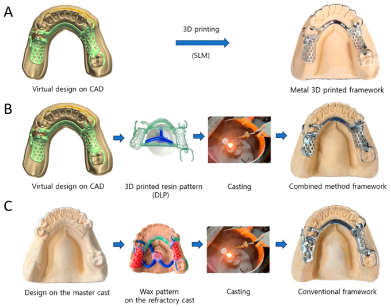 A
3D printing
(SLM)
Virtual design on CAD
Metal 3D printed framework
B
Virtual design on CAD
3D printed resin pattern
(DLP)
Casting
Combined method framework
C
Design on the master cast
Wax pattern
on the refractory cast
Casting
Conventional framework